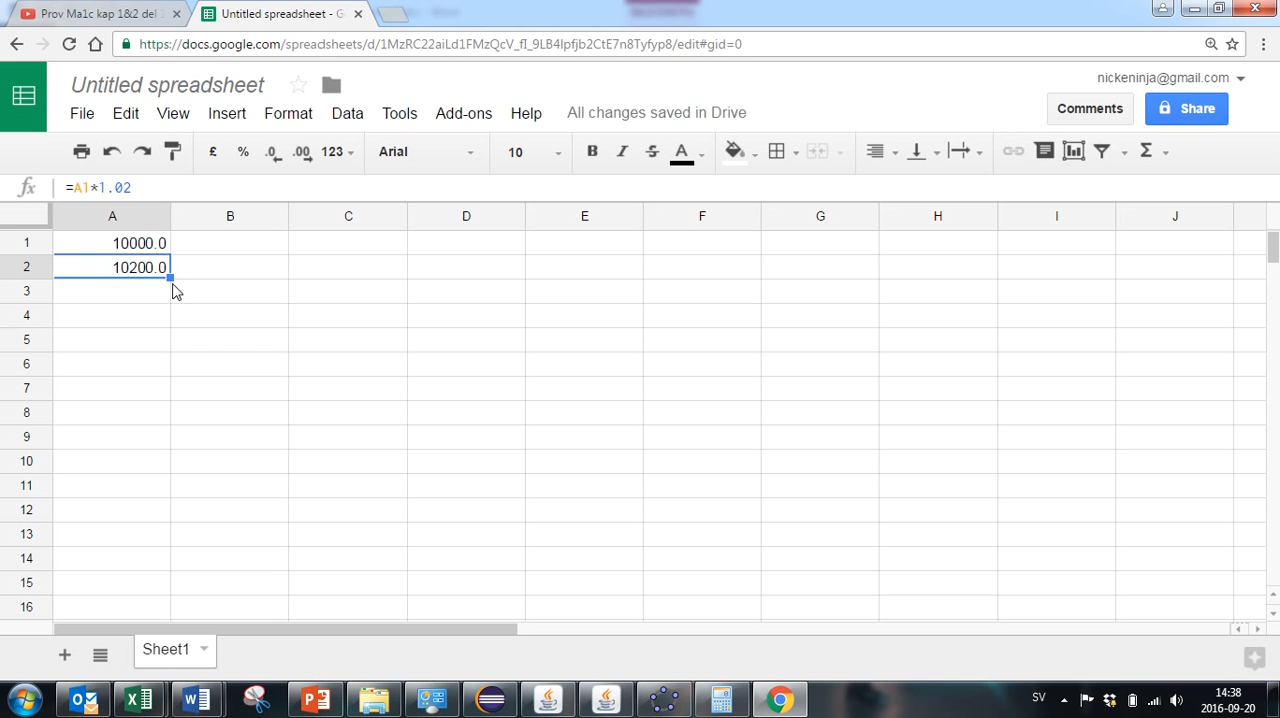 Prov Ma1c kap 1&2 del
Untitled spreadsheet - G
https://docs.google.com/spreadsheets/d/1MzRC22aiLd1FMzQcV_fI_9LB4Ipfjb2CtE7n8Tyfyp8/edit#gid=0
Untitled spreadsheet
nickeninja@gmail.com
File Edit View Insert Format Data Tools Add-ons Help All changes saved in Drive
Comments
Share
£ % .0 .00 123 Arial 10 B I S A Σ
fx =A1*1.02
A B C D E F G H I J
1 10000.0
2 10200.0
3
4
5
6
7
8
9
10
11
12
13
14
15
16
Sheet1
SV
14:38
2016-09-20